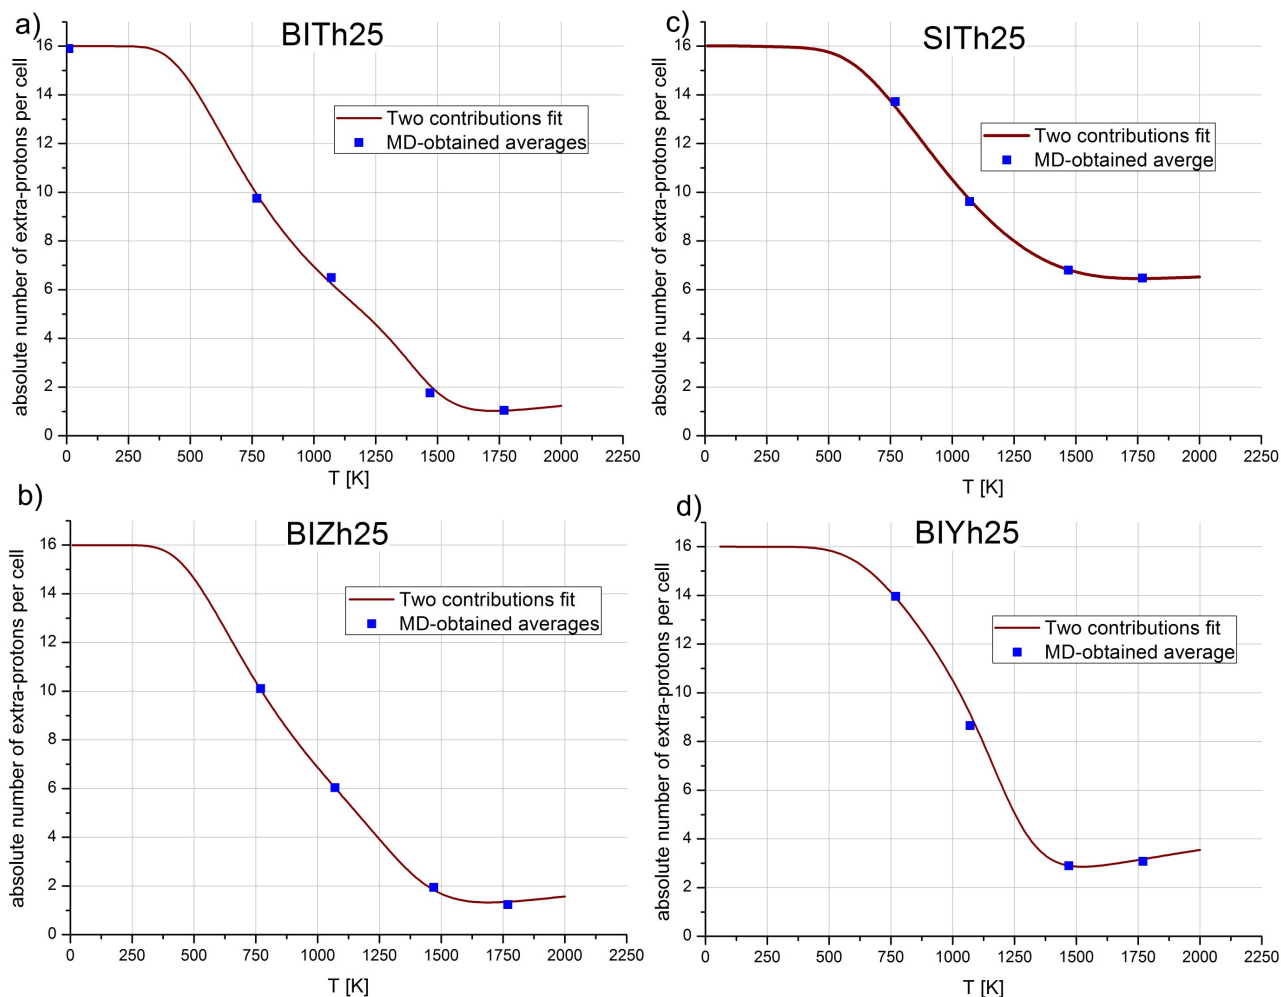 a)
BITh25
absolute number of extra-protons per cell
16
14
12
10
8
6
4
2
0
Two contributions fit
MD-obtained averages
0 250 500 750 1000 1250 1500 1750 2000 2250
T [K]
c)
SITh25
absolute number of extra-protons per cell
16
14
12
10
8
6
4
2
0
Two contributions fit
MD-obtained averge
0 250 500 750 1000 1250 1500 1750 2000 2250
T [K]
b)
BIZh25
absolute number of extra-protons per cell
16
14
12
10
8
6
4
2
0
Two contributions fit
MD-obtained averages
0 250 500 750 1000 1250 1500 1750 2000 2250
T [K]
d)
BIYh25
absolute number of extra-protons per cell
16
14
12
10
8
6
4
2
0
Two contributions fit
MD-obtained average
0 250 500 750 1000 1250 1500 1750 2000 2250
T [K]